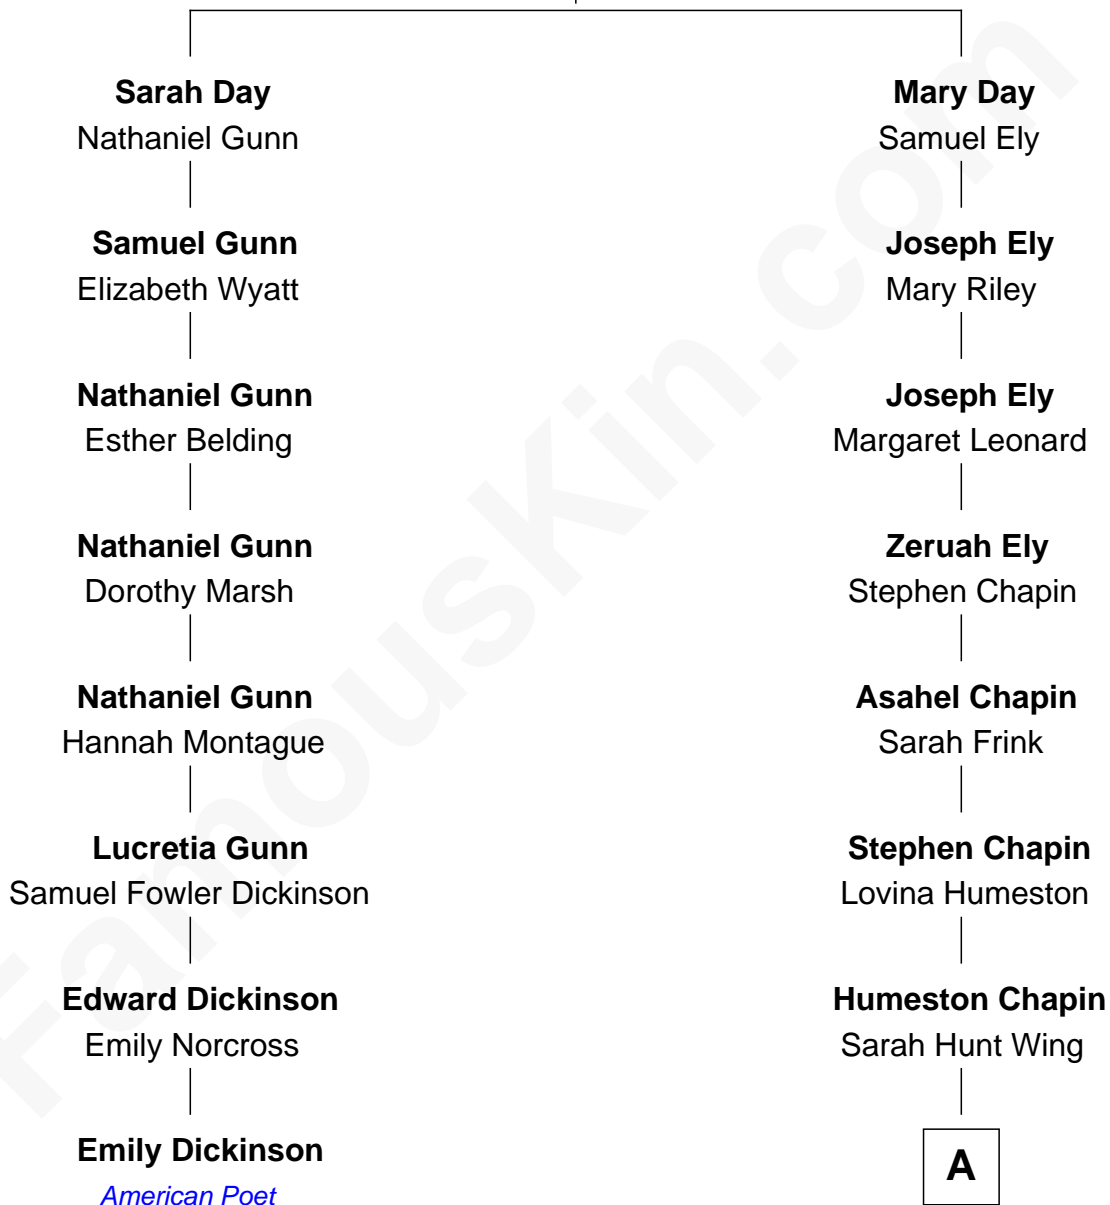 Sarah Day
Nathaniel Gunn
Samuel Gunn
Elizabeth Wyatt
Nathaniel Gunn
Esther Belding
Nathaniel Gunn
Dorothy Marsh
Nathaniel Gunn
Hannah Montague
Lucretia Gunn
Samuel Fowler Dickinson
Edward Dickinson
Emily Norcross
Emily Dickinson
American Poet
Mary Day
Samuel Ely
Joseph Ely
Mary Riley
Joseph Ely
Margaret Leonard
Zeruah Ely
Stephen Chapin
Asahel Chapin
Sarah Frink
Stephen Chapin
Lovina Humeston
Humeston Chapin
Sarah Hunt Wing
A
FamousKin.com